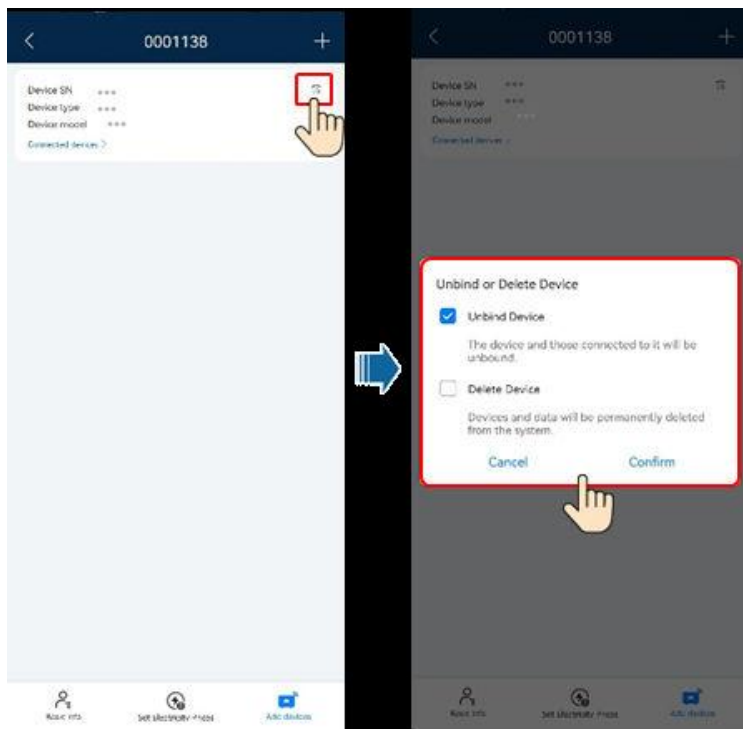 0001138
Device SN ***
Device type ***
Device model ***
Connected devices >
Basic info
Set Electricity Prices
Add devices
0001138
Device SN ***
Device type ***
Device model ***
Connected devices >
Unbind or Delete Device
Unbind Device
The device and those connected to it will be
unbound.
Delete Device
Devices and data will be permanently deleted
from the system.
Cancel Confirm
Basic info
Set Electricity Prices
Add devices